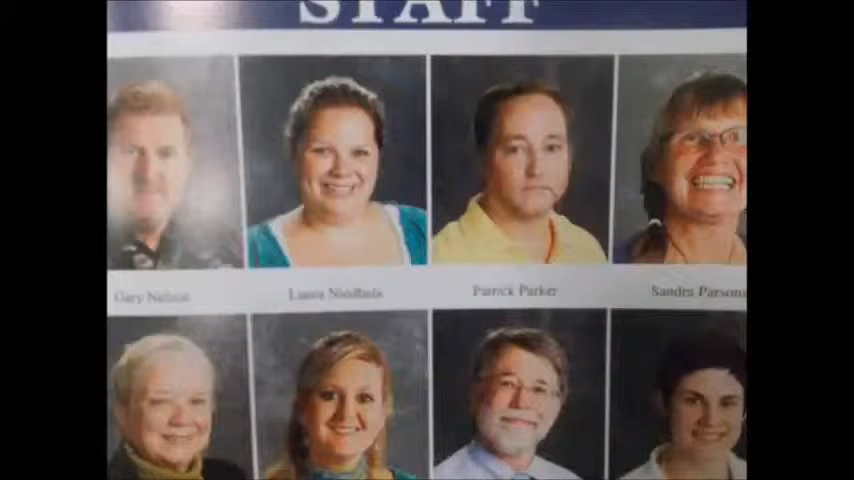 STAFF
Gary Nelson
Laura
Patrick Parker
Sandra Parsons